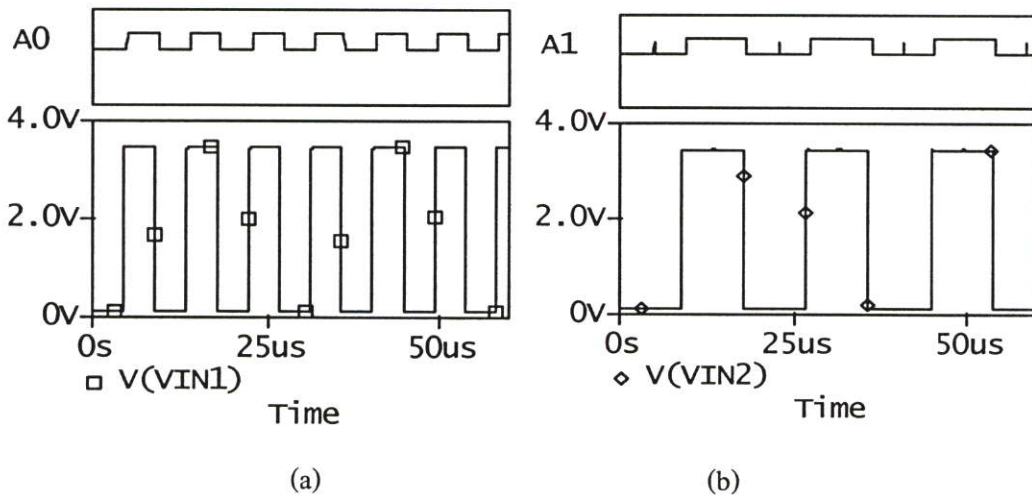 A0
4.0V
2.0V
0V
0s 25us 50us
V(VIN1)
Time
(a)
A1
4.0V
2.0V
0V
0s 25us 50us
V(VIN2)
Time
(b)